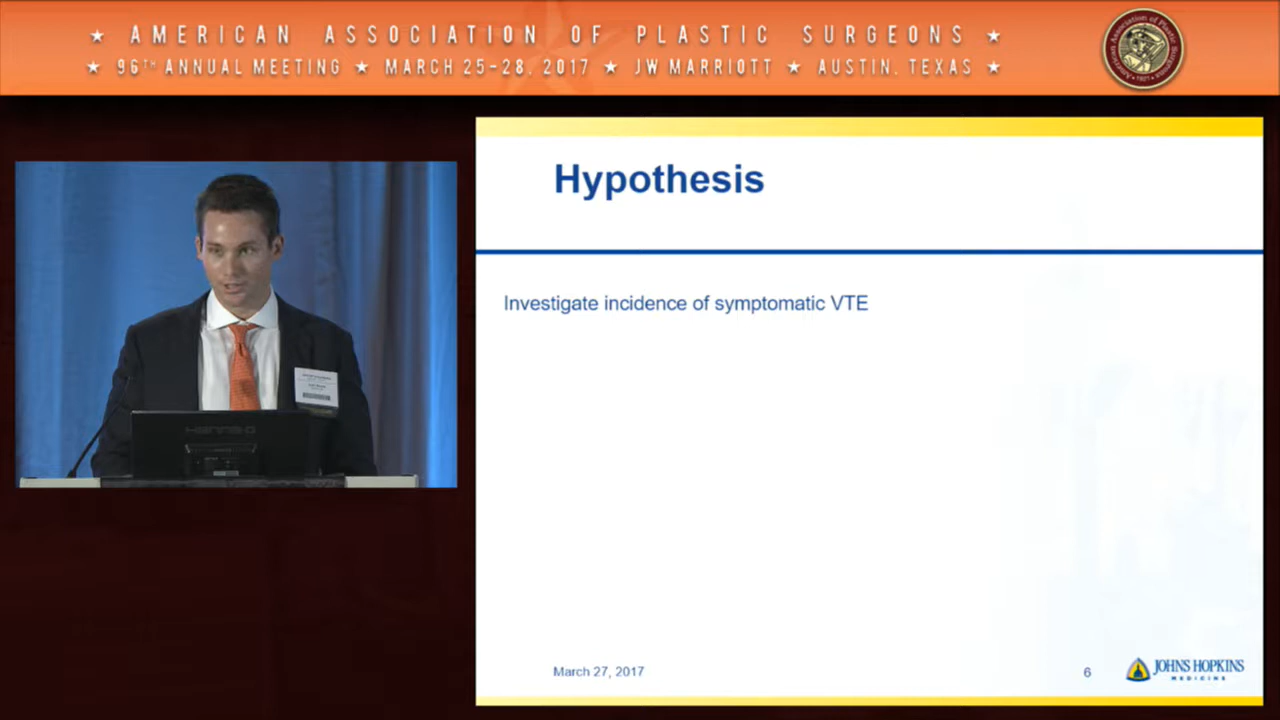 ★ AMERICAN ASSOCIATION OF PLASTIC SURGEONS ★
★ 96TH ANNUAL MEETING ★ MARCH 25-28, 2017 ★ JW MARRIOTT ★ AUSTIN, TEXAS ★
Hypothesis
Investigate incidence of symptomatic VTE
March 27, 2017
6
JOHNS HOPKINS
MEDICINE